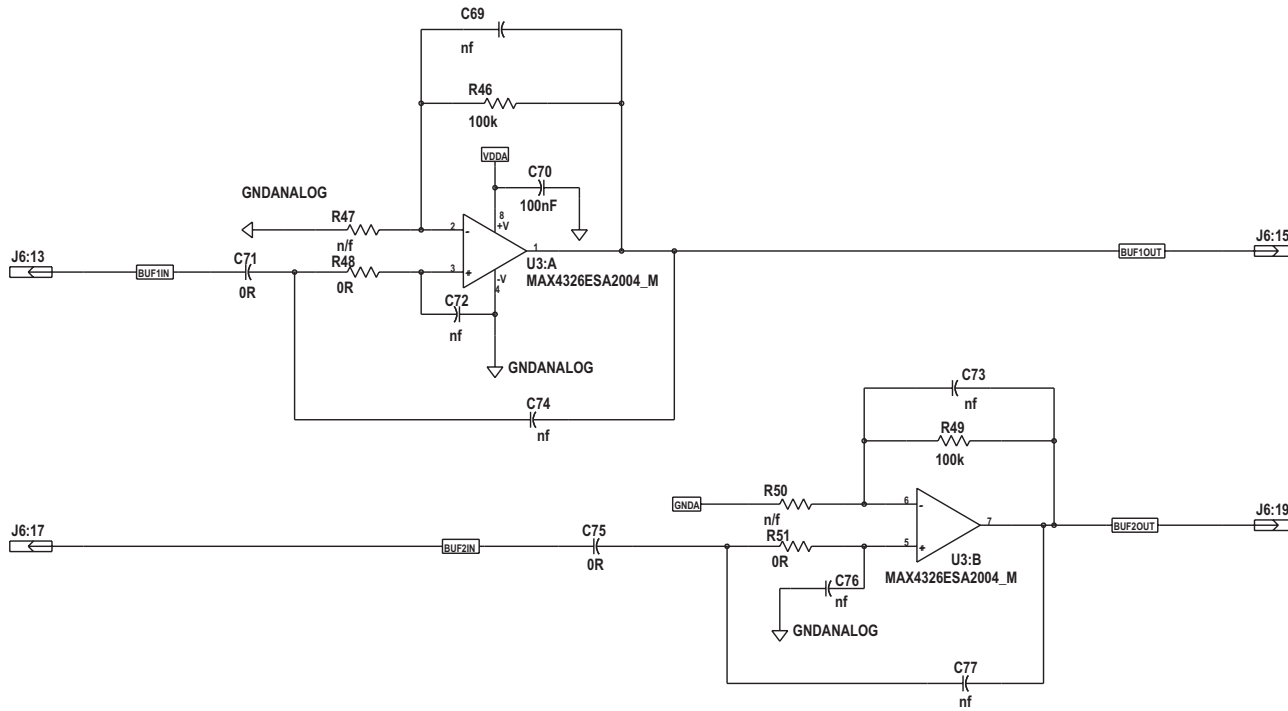 C69
nf
R46
100k
VDDA
C70
100nF
GNDANALOG
R47
n/f
2
-
8
+V
1
J6:13
BUF1IN
C71
0R
R48
0R
3
+
-V
4
U3:A
MAX4326ESA2004_M
BUF1OUT
J6:15
C72
nf
GNDANALOG
C74
nf
C73
nf
R49
100k
GNDA
R50
n/f
6
-
7
J6:17
BUF2IN
C75
0R
R51
0R
5
+
U3:B
MAX4326ESA2004_M
BUF2OUT
J6:19
C76
nf
GNDANALOG
C77
nf